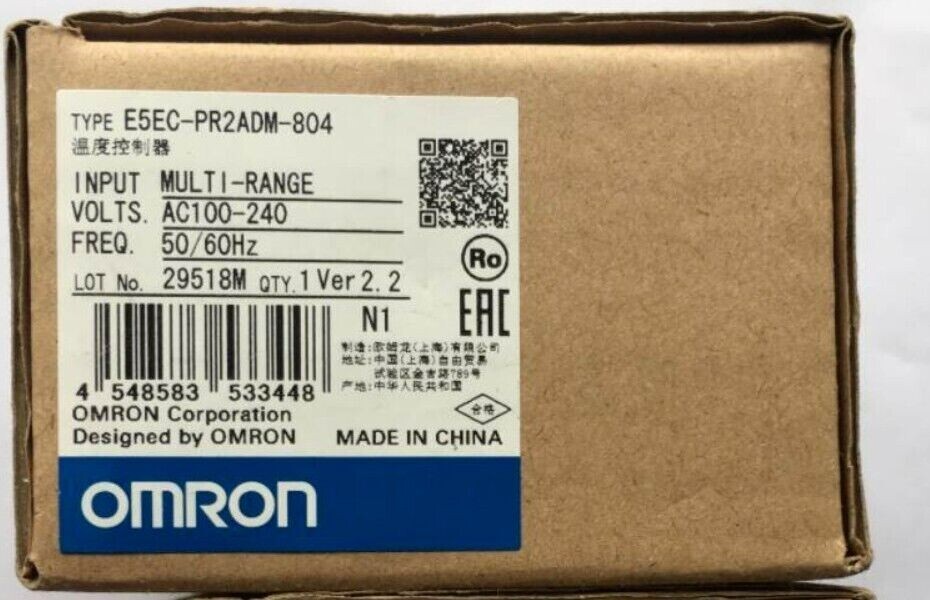 TYPE E5EC-PR2ADM-804
温度控制器
INPUT MULTI-RANGE
VOLTS. AC100-240
FREQ. 50/60Hz
LOT No. 29518M QTY. 1 Ver 2.2
Ro
N1
EAC
制造:欧姆龙(上海)有限公司
地址:中国(上海)自由贸易
试验区金吉路789号
产地:中华人民共和国
4 548583 533448
合格
OMRON Corporation
Designed by OMRON
MADE IN CHINA
OMRON